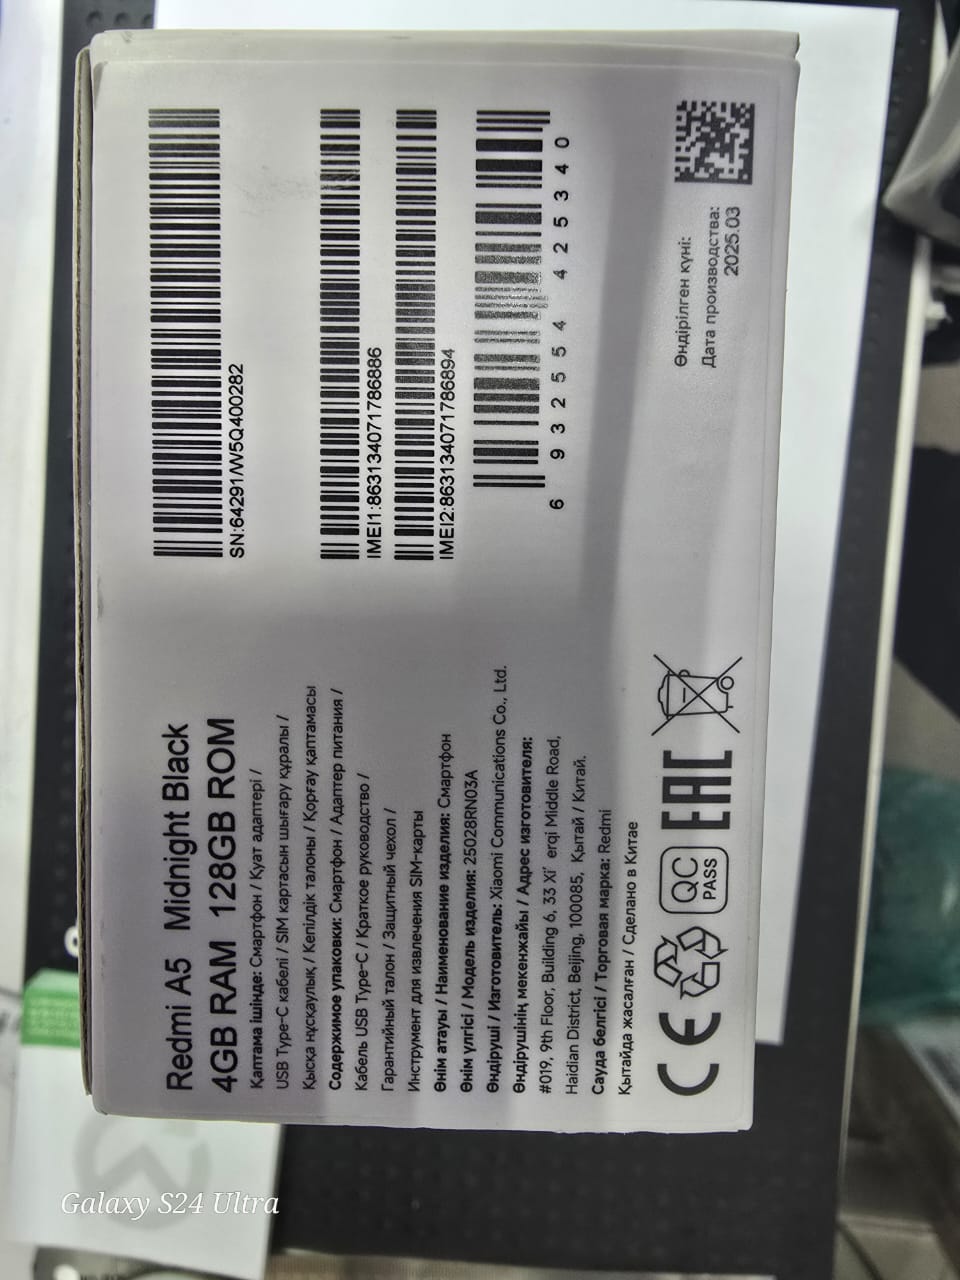 Redmi A5 Midnight Black
4GB RAM 128GB ROM
Қаптама ішінде: Смартфон / Қуат адаптері /
USB Type-C кабелі / SIM картасын шығару құралы /
Қысқа нұсқаулық / Кепілдік талоны / Қорғау қаптамасы
Содержимое упаковки: Смартфон / Адаптер питания /
Кабель USB Type-C / Краткое руководство /
Гарантийный талон / Защитный чехол /
Инструмент для извлечения SIM-карты
Өнім атауы / Наименование изделия: Смартфон
Өнім үлгісі / Модель изделия: 25028RN03A
Өндіруші / Изготовитель: Xiaomi Communications Co., Ltd.
Өндірушінің мекенжайы / Адрес изготовителя:
#019, 9th Floor, Building 6, 33 Xi' erqi Middle Road,
Haidian District, Beijing, 100085, Қытай / Китай.
Сауда белгісі / Торговая марка: Redmi
Қытайда жасалған / Сделано в Китае
CE
QC
PASS
EAC
SN:64291/W5Q400282
IMEI1:863134071786886
IMEI2:863134071786894
6 932554 425340
Өндірілген күні:
Дата производства:
2025.03
Galaxy S24 Ultra